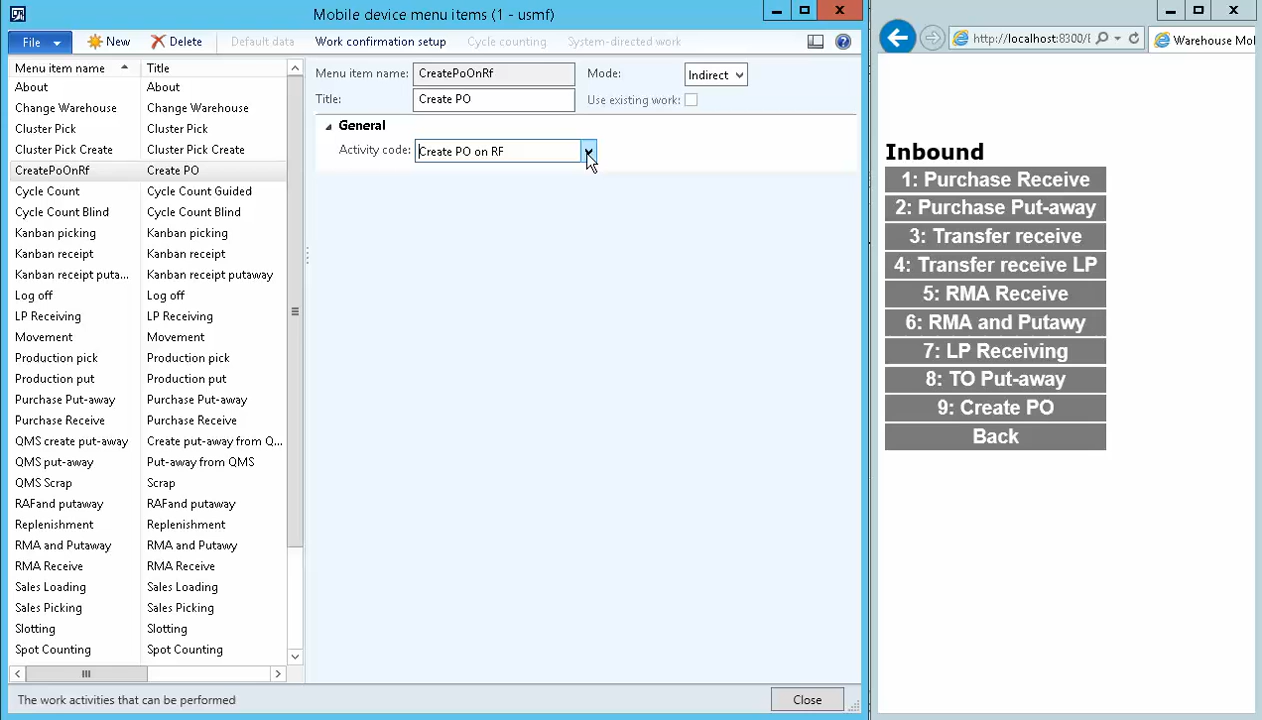 Mobile device menu items (1 - usmf)
File New Delete Default data Work confirmation setup Cycle counting System-directed work
Menu item name Title
About About
Change Warehouse Change Warehouse
Cluster Pick Cluster Pick
Cluster Pick Create Cluster Pick Create
CreatePoOnRf Create PO
Cycle Count Cycle Count Guided
Cycle Count Blind Cycle Count Blind
Kanban picking Kanban picking
Kanban receipt Kanban receipt
Kanban receipt puta... Kanban receipt putaway
Log off Log off
LP Receiving LP Receiving
Movement Movement
Production pick Production pick
Production put Production put
Purchase Put-away Purchase Put-away
Purchase Receive Purchase Receive
QMS create put-away Create put-away from Q...
QMS put-away Put-away from QMS
QMS Scrap Scrap
RAFand putaway RAFand putaway
Replenishment Replenishment
RMA and Putaway RMA and Putawy
RMA Receive RMA Receive
Sales Loading Sales Loading
Sales Picking Sales Picking
Slotting Slotting
Spot Counting Spot Counting
Menu item name: CreatePoOnRf Mode: Indirect
Title: Create PO Use existing work:
General
Activity code: Create PO on RF
The work activities that can be performed
Close
http://localhost:8300/ Warehouse Mo
Inbound
1: Purchase Receive
2: Purchase Put-away
3: Transfer receive
4: Transfer receive LP
5: RMA Receive
6: RMA and Putawy
7: LP Receiving
8: TO Put-away
9: Create PO
Back